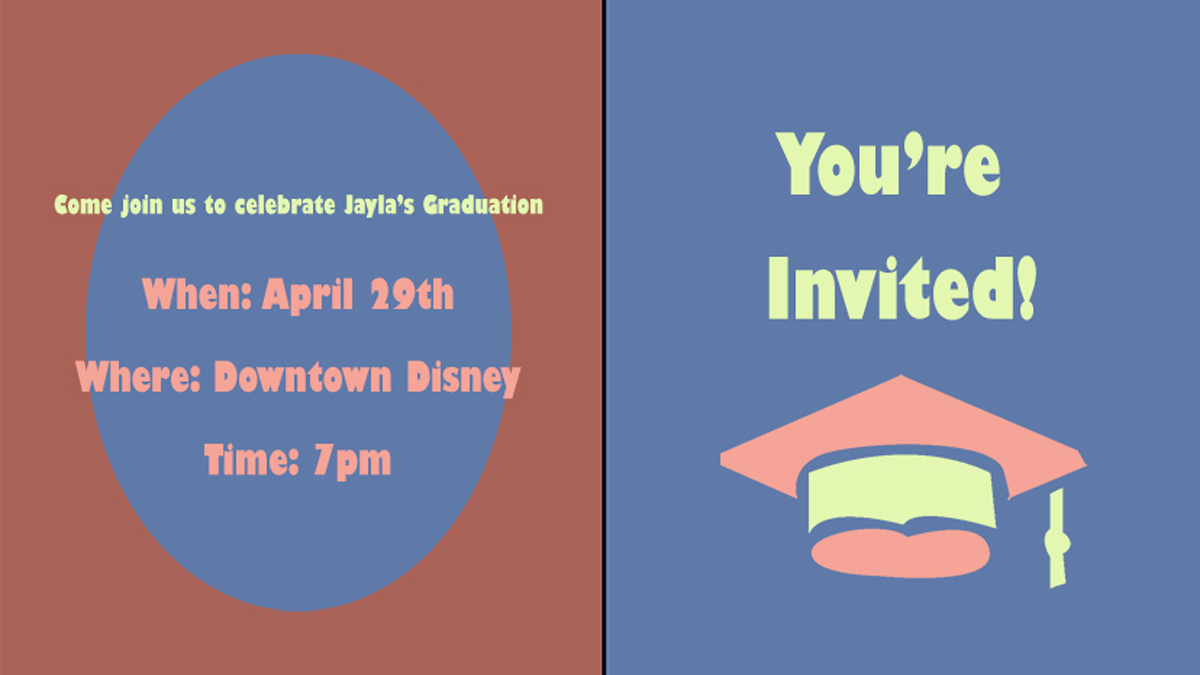 Come join us to celebrate Jayla's Graduation
When: April 29th
Where: Downtown Disney
Time: 7pm
You're
Invited!